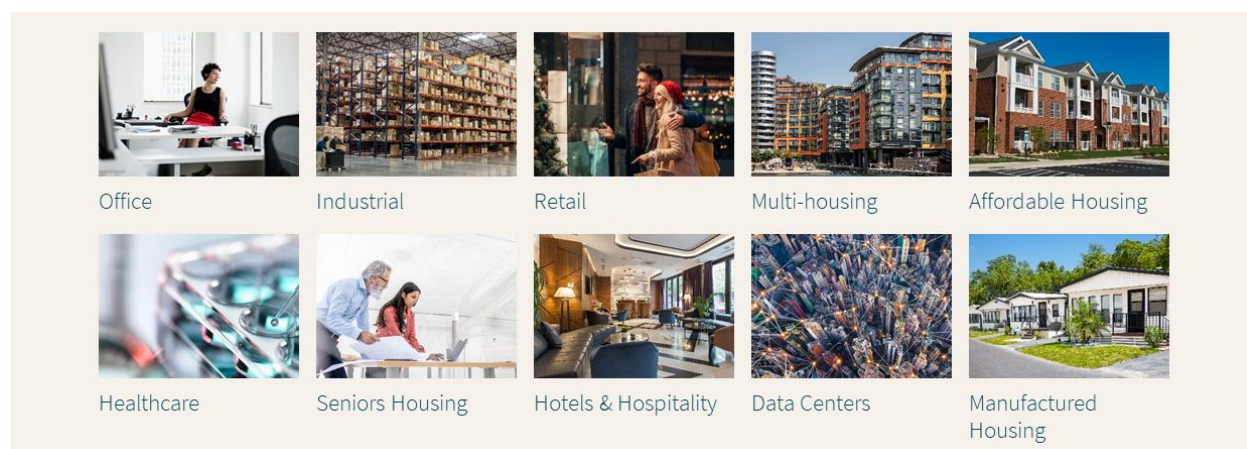 Office
Industrial
Retail
Multi-housing
Affordable Housing
Healthcare
Seniors Housing
Hotels & Hospitality
Data Centers
Manufactured
Housing